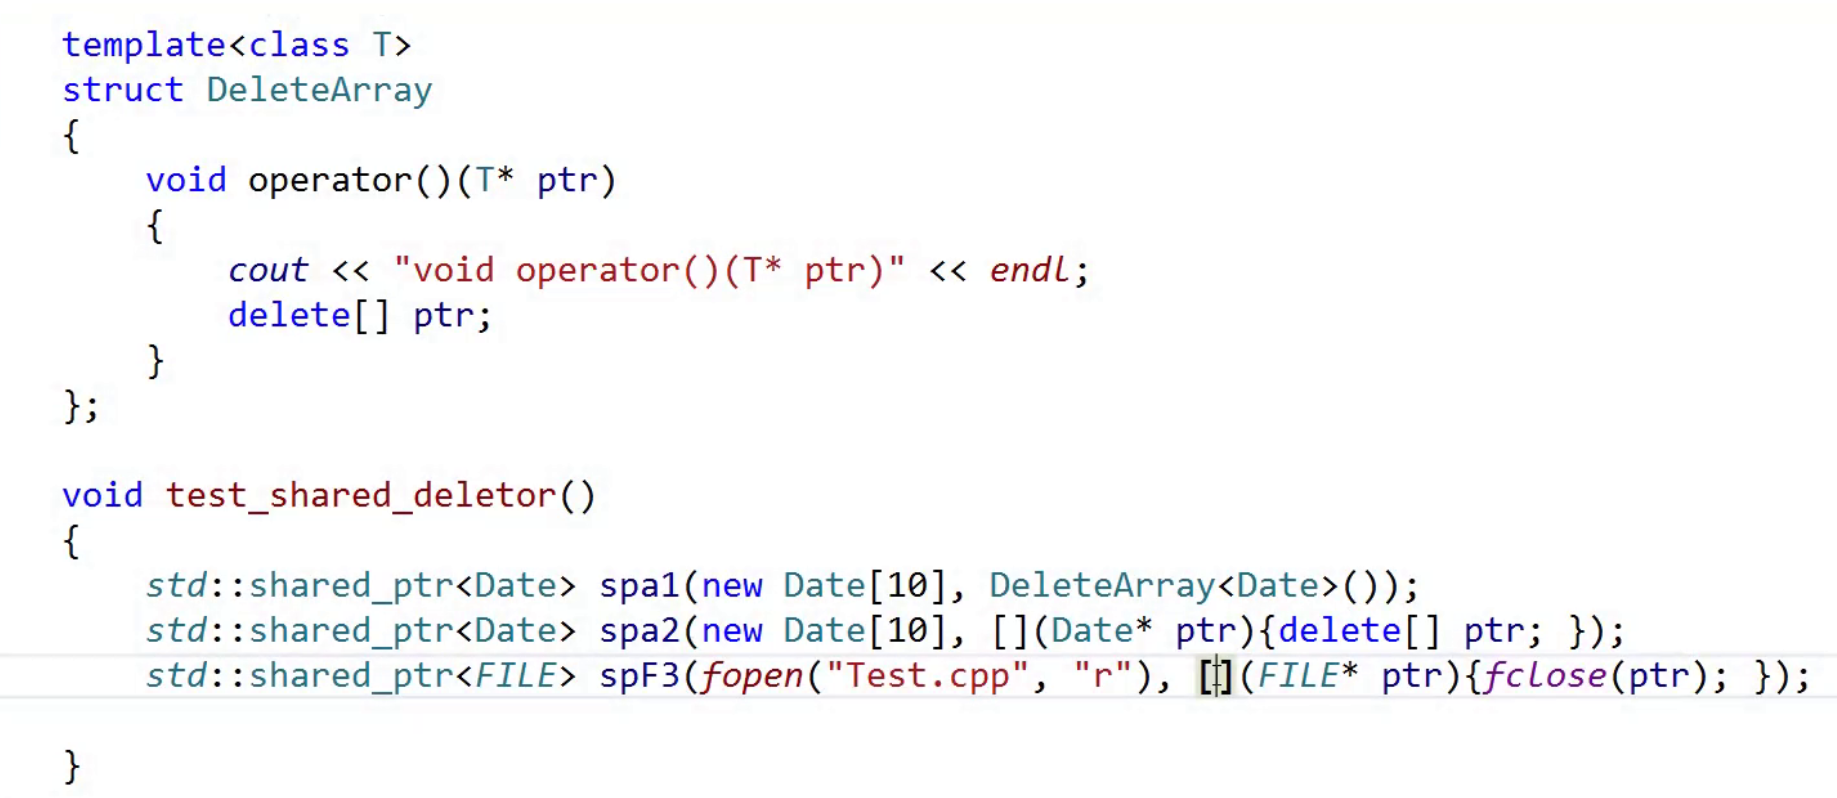 template<class T>
struct DeleteArray
{
    void operator()(T* ptr)
    {
        cout << "void operator()(T* ptr)" << endl;
        delete[] ptr;
    }
};

void test_shared_deletor()
{
    std::shared_ptr<Date> spa1(new Date[10], DeleteArray<Date>());
    std::shared_ptr<Date> spa2(new Date[10], [](Date* ptr){delete[] ptr; });
    std::shared_ptr<FILE> spF3(fopen("Test.cpp", "r"), [](FILE* ptr){fclose(ptr); });

}